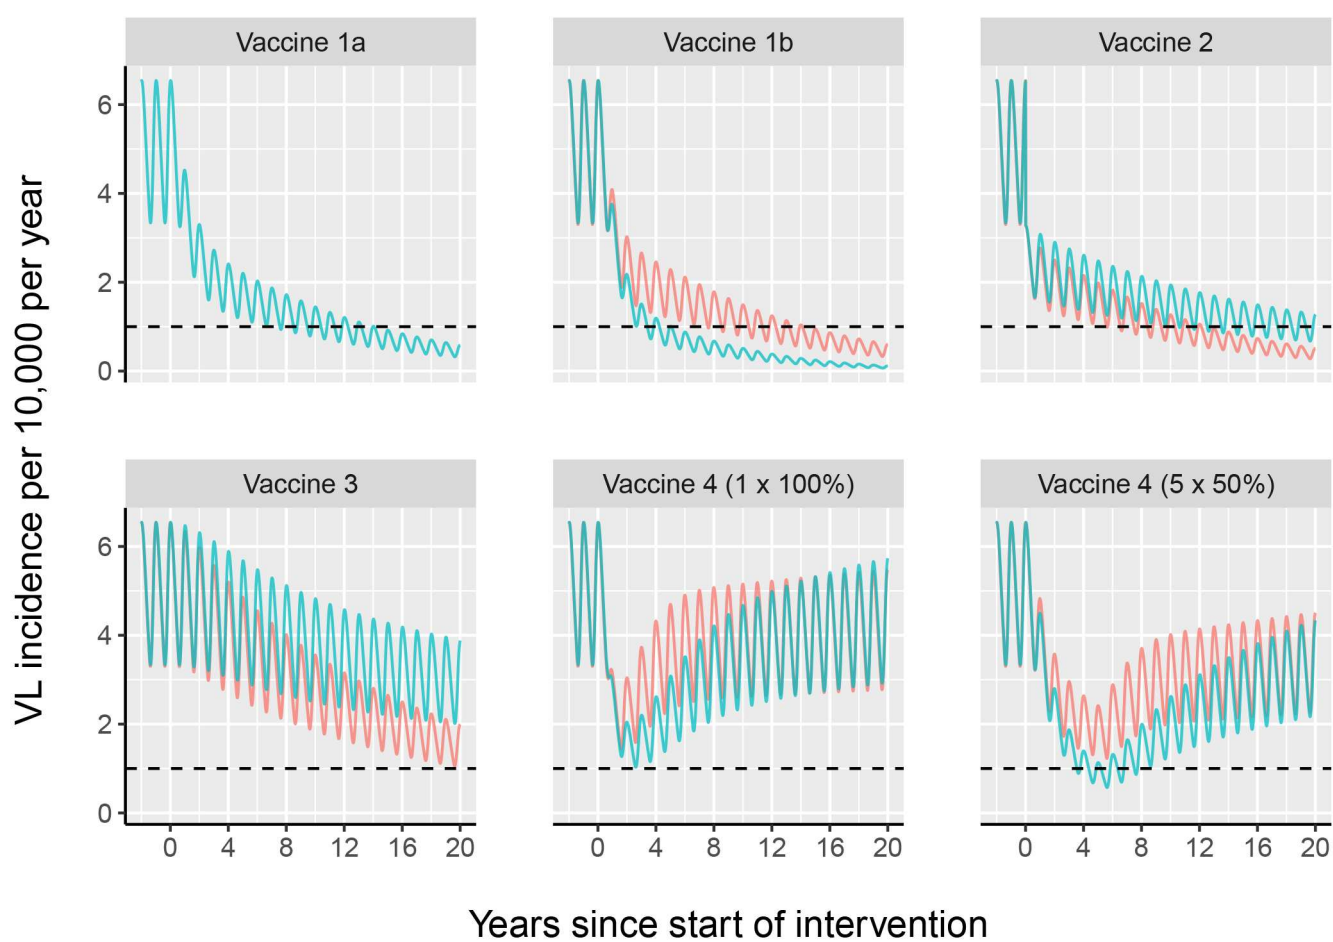 Vaccine 1a
Vaccine 1b
Vaccine 2
6
4
2
0
Vaccine 3
Vaccine 4 (1 x 100%)
Vaccine 4 (5 x 50%)
6
4
2
0
0 4 8 12 16 20
0 4 8 12 16 20
0 4 8 12 16 20
VL incidence per 10,000 per year
Years since start of intervention